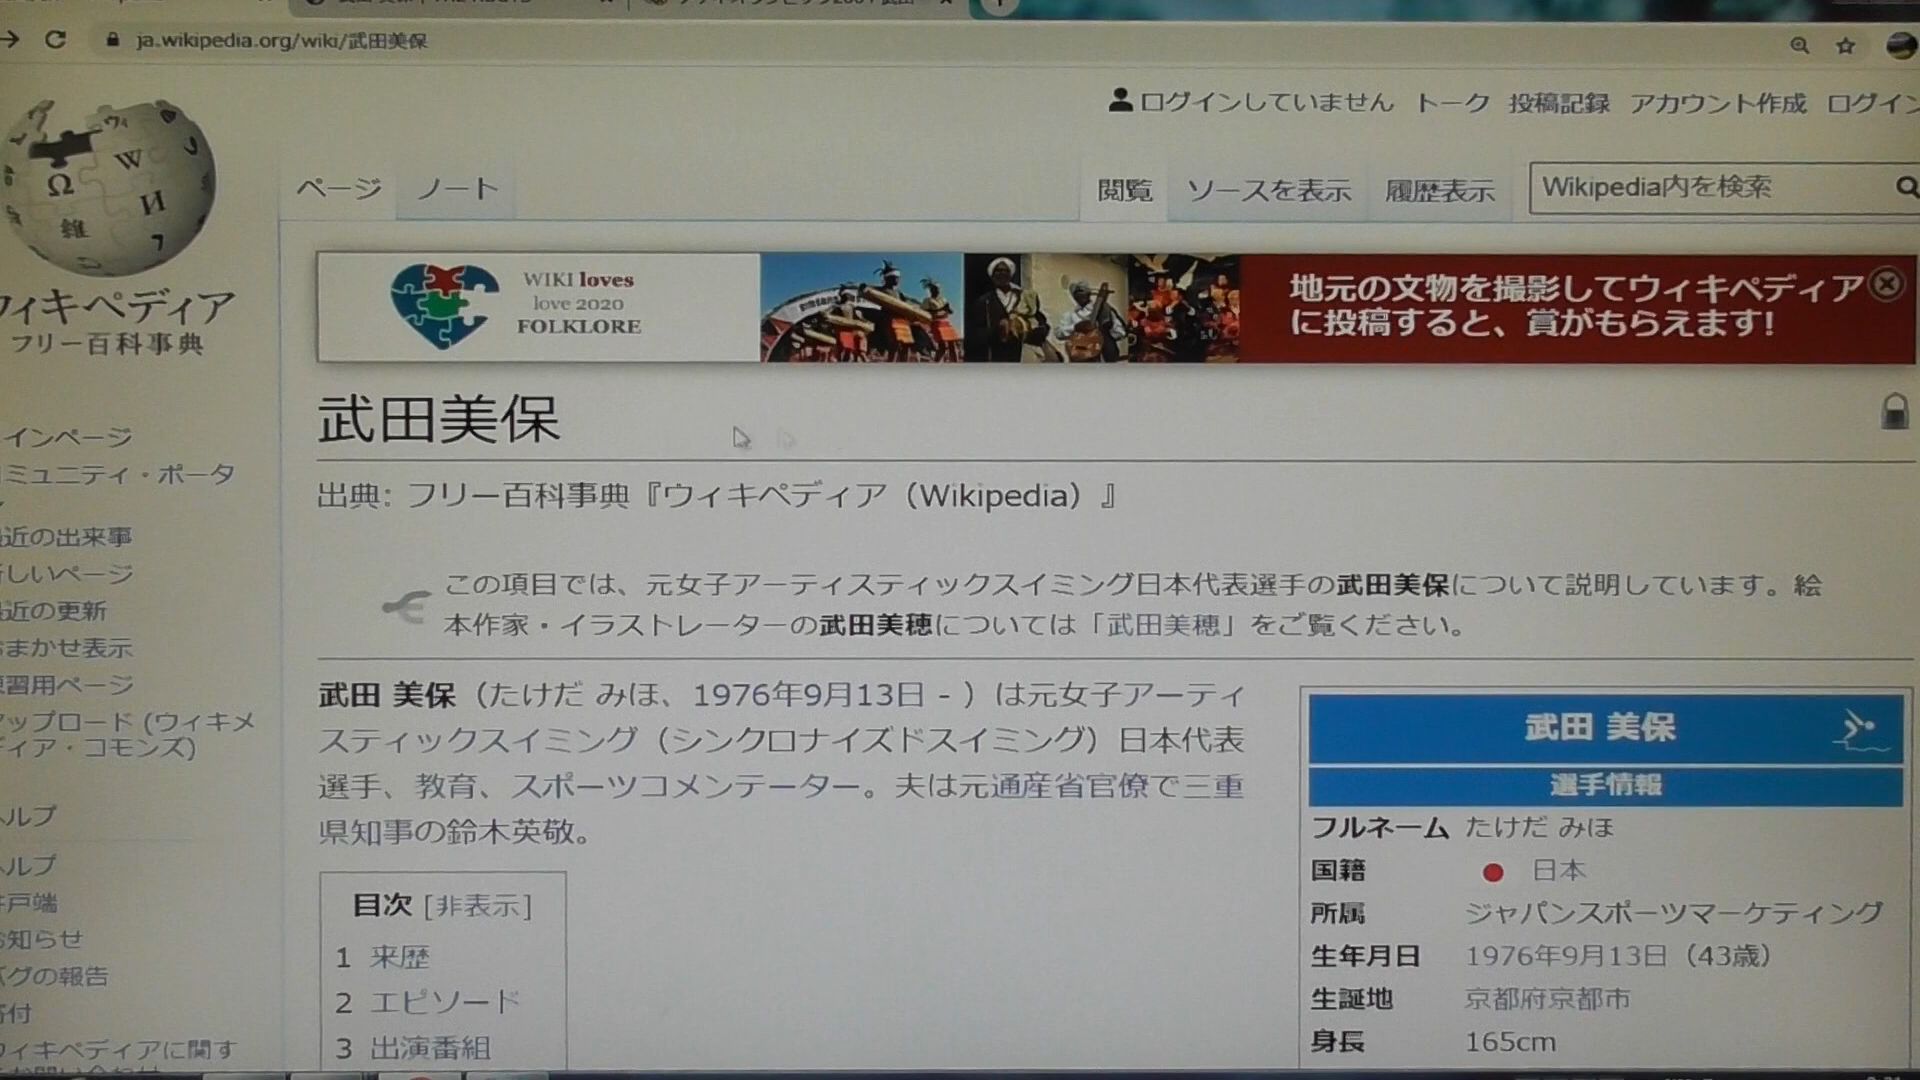 ja.wikipedia.org/wiki/武田美保
ログインしていません トーク 投稿記録 アカウント作成 ログイン
ページ ノート 閲覧 ソースを表示 履歴表示 Wikipedia内を検索
Ω W И 維 ウィ
WIKI loves
love 2020
FOLKLORE
地元の文物を撮影してウィキペディア
に投稿すると、賞がもらえます!
ウィキペディア
フリー百科事典
武田美保
出典: フリー百科事典『ウィキペディア（Wikipedia）』
この項目では、元女子アーティスティックスイミング日本代表選手の武田美保について説明しています。絵
本作家・イラストレーターの武田美穂については「武田美穂」をご覧ください。
武田 美保（たけだ みほ、1976年9月13日 - ）は元女子アーティ
スティックスイミング（シンクロナイズドスイミング）日本代表
選手、教育、スポーツコメンテーター。夫は元通産省官僚で三重
県知事の鈴木英敬。
目次 [非表示]
1 来歴
2 エピソード
3 出演番組
武田 美保
選手情報
フルネーム たけだ みほ
国籍 日本
所属 ジャパンスポーツマーケティング
生年月日 1976年9月13日（43歳）
生誕地 京都府京都市
身長 165cm
インページ
ミュニティ・ポータ
近の出来事
しいページ
近の更新
まかせ表示
習用ページ
ップロード (ウィキメ
ディア・コモンズ)
ヘルプ
ヘルプ
井戸端
お知らせ
バグの報告
寄付
ウィキペディアに関す